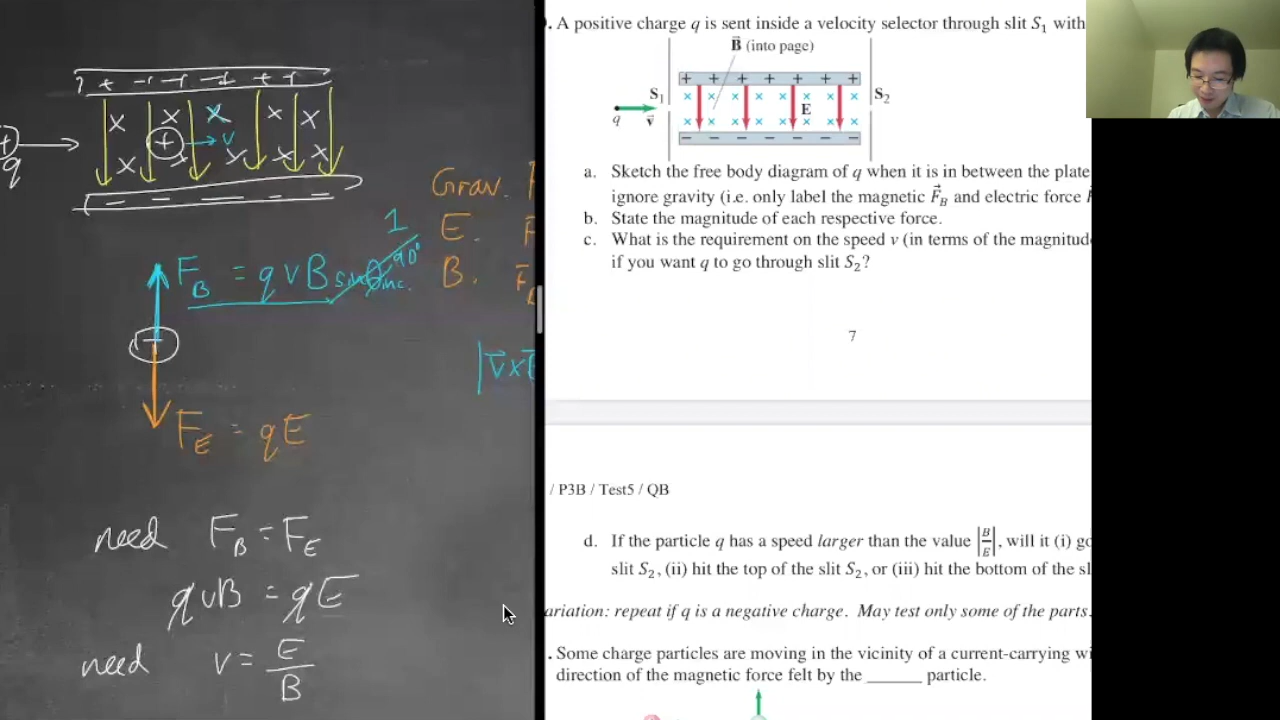 q
v
Grav.
E.
B.
F_B = qvB sinθinc.
1
90°
|v⃗x
F_E = qE
need F_B = F_E
qvB = qE
need v = E/B
. A positive charge q is sent inside a velocity selector through slit S₁ with
B⃗ (into page)
S₁
S₂
E
q
v⃗
a. Sketch the free body diagram of q when it is in between the plate
ignore gravity (i.e. only label the magnetic F⃗_B and electric force
b. State the magnitude of each respective force.
c. What is the requirement on the speed v (in terms of the magnitud
if you want q to go through slit S₂?
7
/ P3B / Test5 / QB
d. If the particle q has a speed larger than the value |B/E|, will it (i) go
slit S₂, (ii) hit the top of the slit S₂, or (iii) hit the bottom of the sl
ariation: repeat if q is a negative charge. May test only some of the parts.
. Some charge particles are moving in the vicinity of a current-carrying wi
direction of the magnetic force felt by the ______ particle.